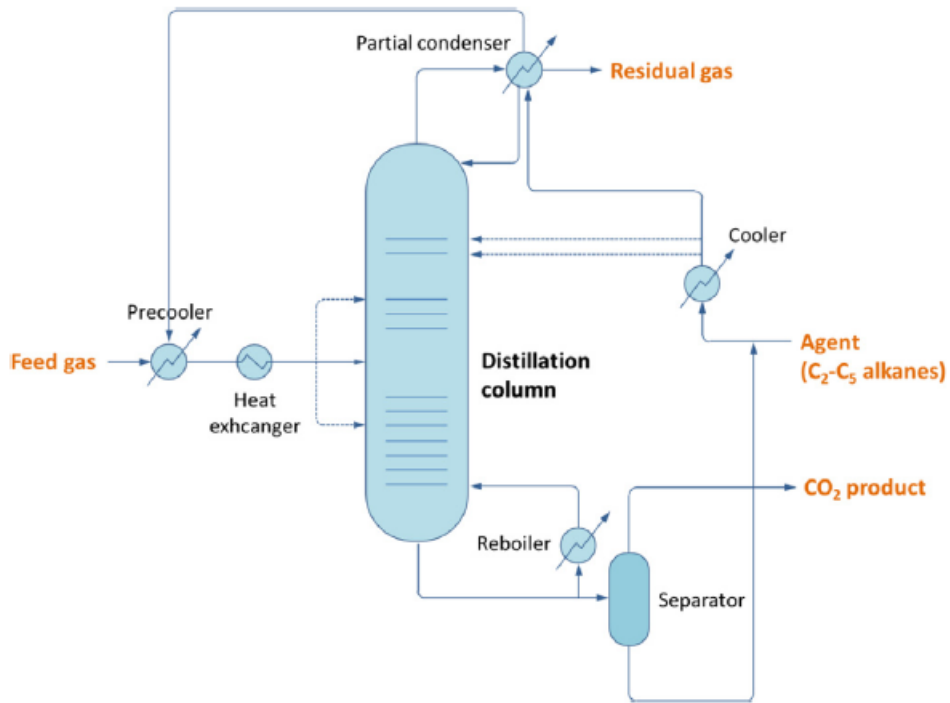 Partial condenser
Residual gas
Cooler
Precooler
Feed gas
Distillation
column
Agent
(C₂-C₅ alkanes)
Heat
exhcanger
CO₂ product
Reboiler
Separator